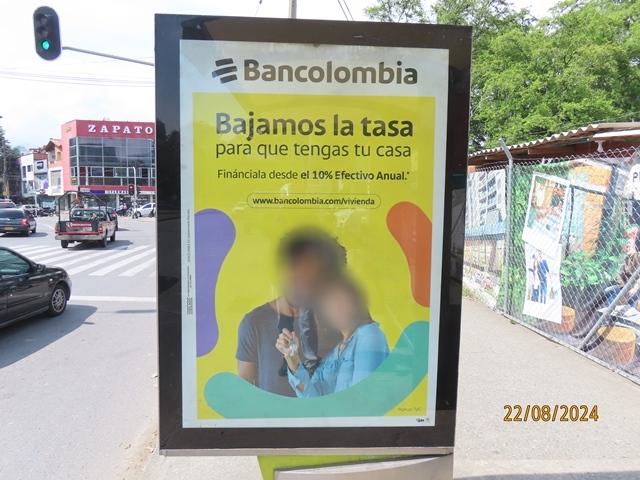 Bancolombia
Bajamos la tasa
para que tengas tu casa
Finánciala desde el 10% Efectivo Anual.*
www.bancolombia.com/vivienda
ZAPATO
22/08/2024